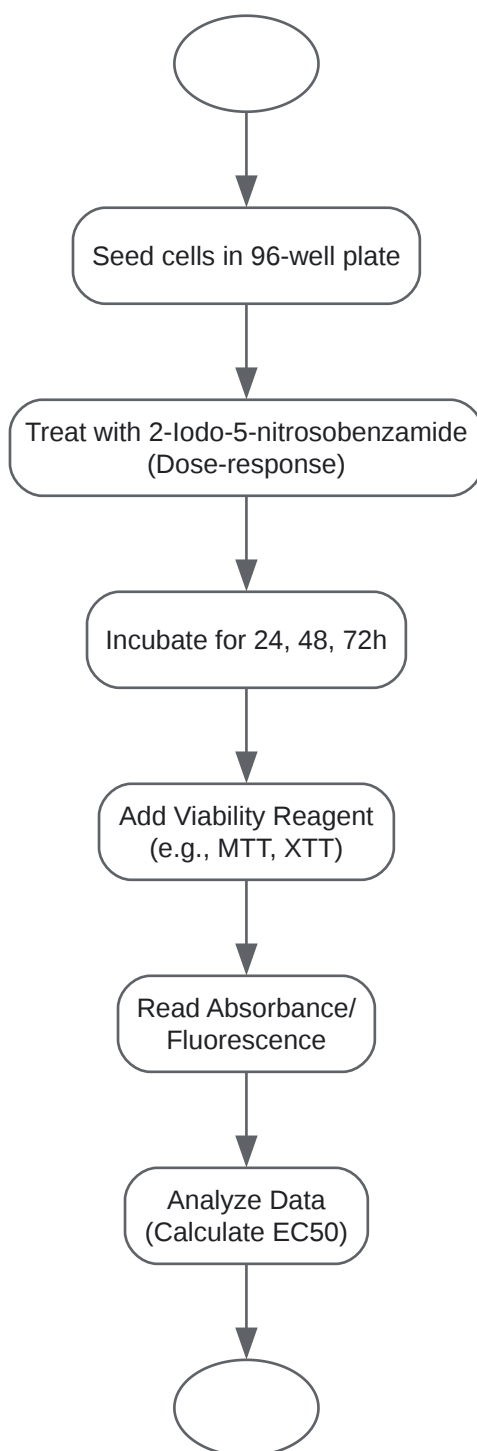 Seed cells in 96-well plate
Treat with 2-Iodo-5-nitrosobenzamide
(Dose-response)
Incubate for 24, 48, 72h
Add Viability Reagent
(e.g., MTT, XTT)
Read Absorbance/
Fluorescence
Analyze Data
(Calculate EC50)